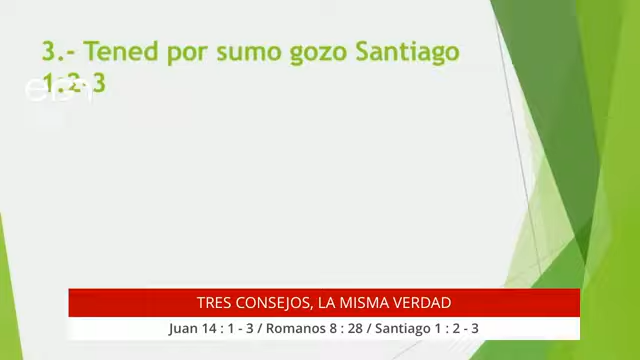 3.- Tened por sumo gozo Santiago
1:2-3
TRES CONSEJOS, LA MISMA VERDAD
Juan 14 : 1 - 3 / Romanos 8 : 28 / Santiago 1 : 2 - 3